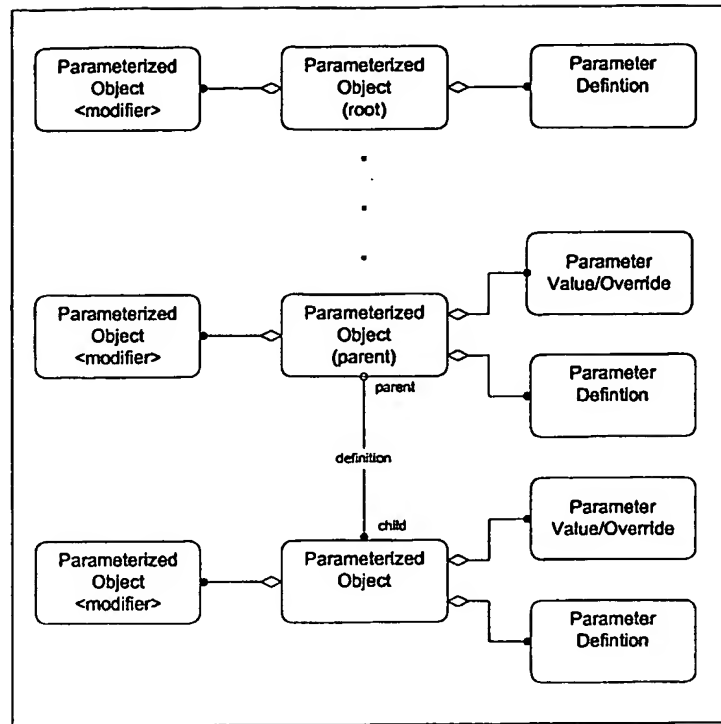 Parameterized
Object
<modifier>
Parameterized
Object
(root)
Parameter
Defintion
Parameterized
Object
<modifier>
Parameterized
Object
(parent)
Parameter
Value/Override
Parameter
Defintion
parent
definition
child
Parameterized
Object
<modifier>
Parameterized
Object
Parameter
Value/Override
Parameter
Defintion